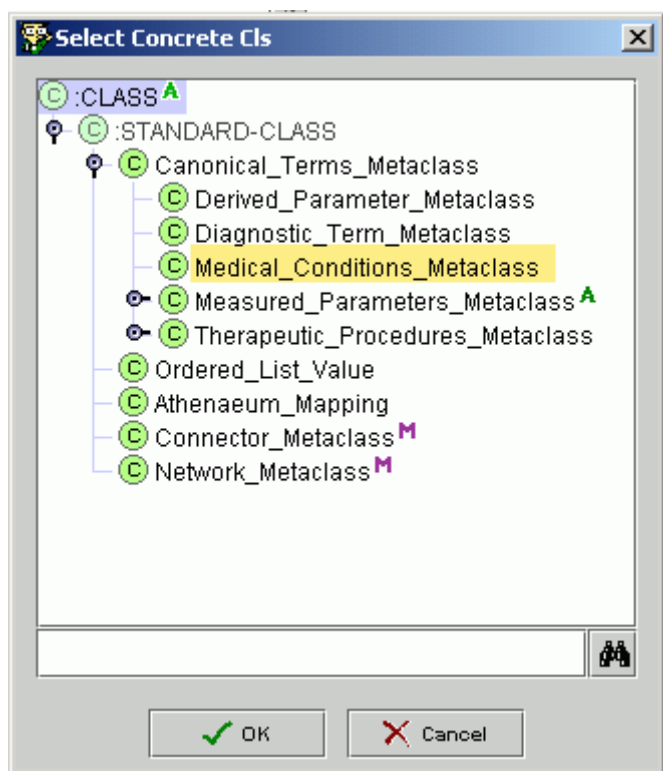 Select Concrete Cls
C :CLASS A
C :STANDARD-CLASS
C Canonical_Terms_Metaclass
C Derived_Parameter_Metaclass
C Diagnostic_Term_Metaclass
C Medical_Conditions_Metaclass
C Measured_Parameters_Metaclass A
C Therapeutic_Procedures_Metaclass
C Ordered_List_Value
C Athenaeum_Mapping
C Connector_Metaclass M
C Network_Metaclass M
OK Cancel